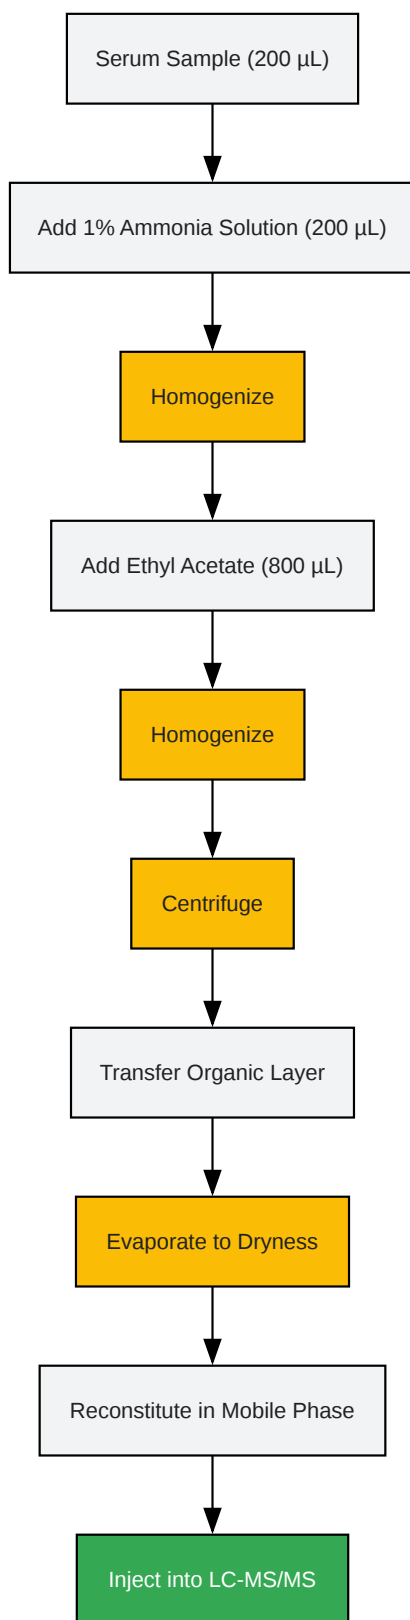 Serum Sample (200 µL)
Add 1% Ammonia Solution (200 µL)
Homogenize
Add Ethyl Acetate (800 µL)
Homogenize
Centrifuge
Transfer Organic Layer
Evaporate to Dryness
Reconstitute in Mobile Phase
Inject into LC-MS/MS